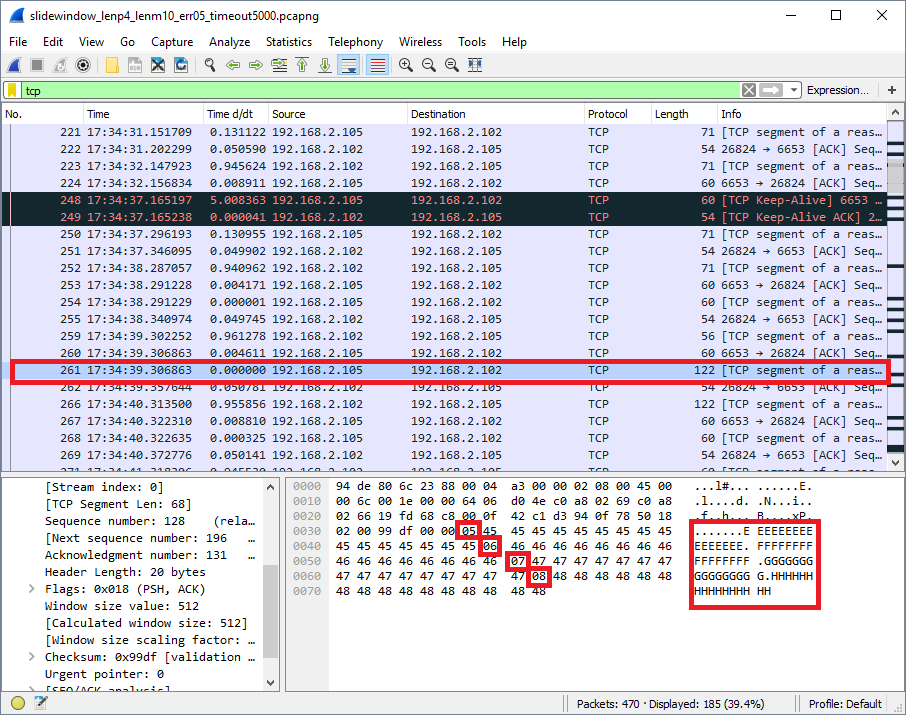 slidewindow_lenp4_lenm10_err05_timeout5000.pcapng
File Edit View Go Capture Analyze Statistics Telephony Wireless Tools Help
tcp Expression... +
No. Time Time d/dt Source Destination Protocol Length Info
221 17:34:31.151709 0.131122 192.168.2.105 192.168.2.102 TCP 71 [TCP segment of a reas…
222 17:34:31.202299 0.050590 192.168.2.102 192.168.2.105 TCP 54 26824 → 6653 [ACK] Seq…
223 17:34:32.147923 0.945624 192.168.2.102 192.168.2.105 TCP 71 [TCP segment of a reas…
224 17:34:32.156834 0.008911 192.168.2.105 192.168.2.102 TCP 60 6653 → 26824 [ACK] Seq…
248 17:34:37.165197 5.008363 192.168.2.105 192.168.2.102 TCP 60 [TCP Keep-Alive] 6653 …
249 17:34:37.165238 0.000041 192.168.2.102 192.168.2.105 TCP 54 [TCP Keep-Alive ACK] 2…
250 17:34:37.296193 0.130955 192.168.2.105 192.168.2.102 TCP 71 [TCP segment of a reas…
251 17:34:37.346095 0.049902 192.168.2.102 192.168.2.105 TCP 54 26824 → 6653 [ACK] Seq…
252 17:34:38.287057 0.940962 192.168.2.102 192.168.2.105 TCP 71 [TCP segment of a reas…
253 17:34:38.291228 0.004171 192.168.2.105 192.168.2.102 TCP 60 6653 → 26824 [ACK] Seq…
254 17:34:38.291229 0.000001 192.168.2.105 192.168.2.102 TCP 60 [TCP segment of a reas…
255 17:34:38.340974 0.049745 192.168.2.102 192.168.2.105 TCP 54 26824 → 6653 [ACK] Seq…
259 17:34:39.302252 0.961278 192.168.2.102 192.168.2.105 TCP 56 [TCP segment of a reas…
260 17:34:39.306863 0.004611 192.168.2.105 192.168.2.102 TCP 60 6653 → 26824 [ACK] Seq…
261 17:34:39.306863 0.000000 192.168.2.105 192.168.2.102 TCP 122 [TCP segment of a reas…
262 17:34:39.357644 0.050781 192.168.2.102 192.168.2.105 TCP 54 26824 → 6653 [ACK] Seq…
266 17:34:40.313500 0.955856 192.168.2.102 192.168.2.105 TCP 122 [TCP segment of a reas…
267 17:34:40.322310 0.008810 192.168.2.105 192.168.2.102 TCP 60 6653 → 26824 [ACK] Seq…
268 17:34:40.322635 0.000325 192.168.2.105 192.168.2.102 TCP 60 [TCP segment of a reas…
269 17:34:40.372776 0.050141 192.168.2.102 192.168.2.105 TCP 54 26824 → 6653 [ACK] Seq…
[Stream index: 0]
[TCP Segment Len: 68]
Sequence number: 128 (rela…
[Next sequence number: 196 …
Acknowledgment number: 131 …
Header Length: 20 bytes
Flags: 0x018 (PSH, ACK)
Window size value: 512
[Calculated window size: 512]
[Window size scaling factor: …
Checksum: 0x99df [validation …
Urgent pointer: 0
[SEQ/ACK analysis]
0000 94 de 80 6c 23 88 00 04 a3 00 00 02 08 00 45 00 ...l#... ......E.
0010 00 6c 00 1e 00 00 64 06 d0 4e c0 a8 02 69 c0 a8 .l....d. .N...i..
0020 02 66 19 fd 68 c8 00 0f 42 c1 d3 94 0f 78 50 18 .f..h... B....xP.
0030 02 00 99 df 00 00 05 45 45 45 45 45 45 45 45 45 .......E EEEEEEEE
0040 45 45 45 45 45 45 45 06 46 46 46 46 46 46 46 46 EEEEEEE. FFFFFFFF
0050 46 46 46 46 46 46 46 46 07 47 47 47 47 47 47 47 FFFFFFFF .GGGGGGG
0060 47 47 47 47 47 47 47 47 47 08 48 48 48 48 48 48 GGGGGGGG G.HHHHHH
0070 48 48 48 48 48 48 48 48 48 48 HHHHHHHH HH
Packets: 470 · Displayed: 185 (39.4%) Profile: Default